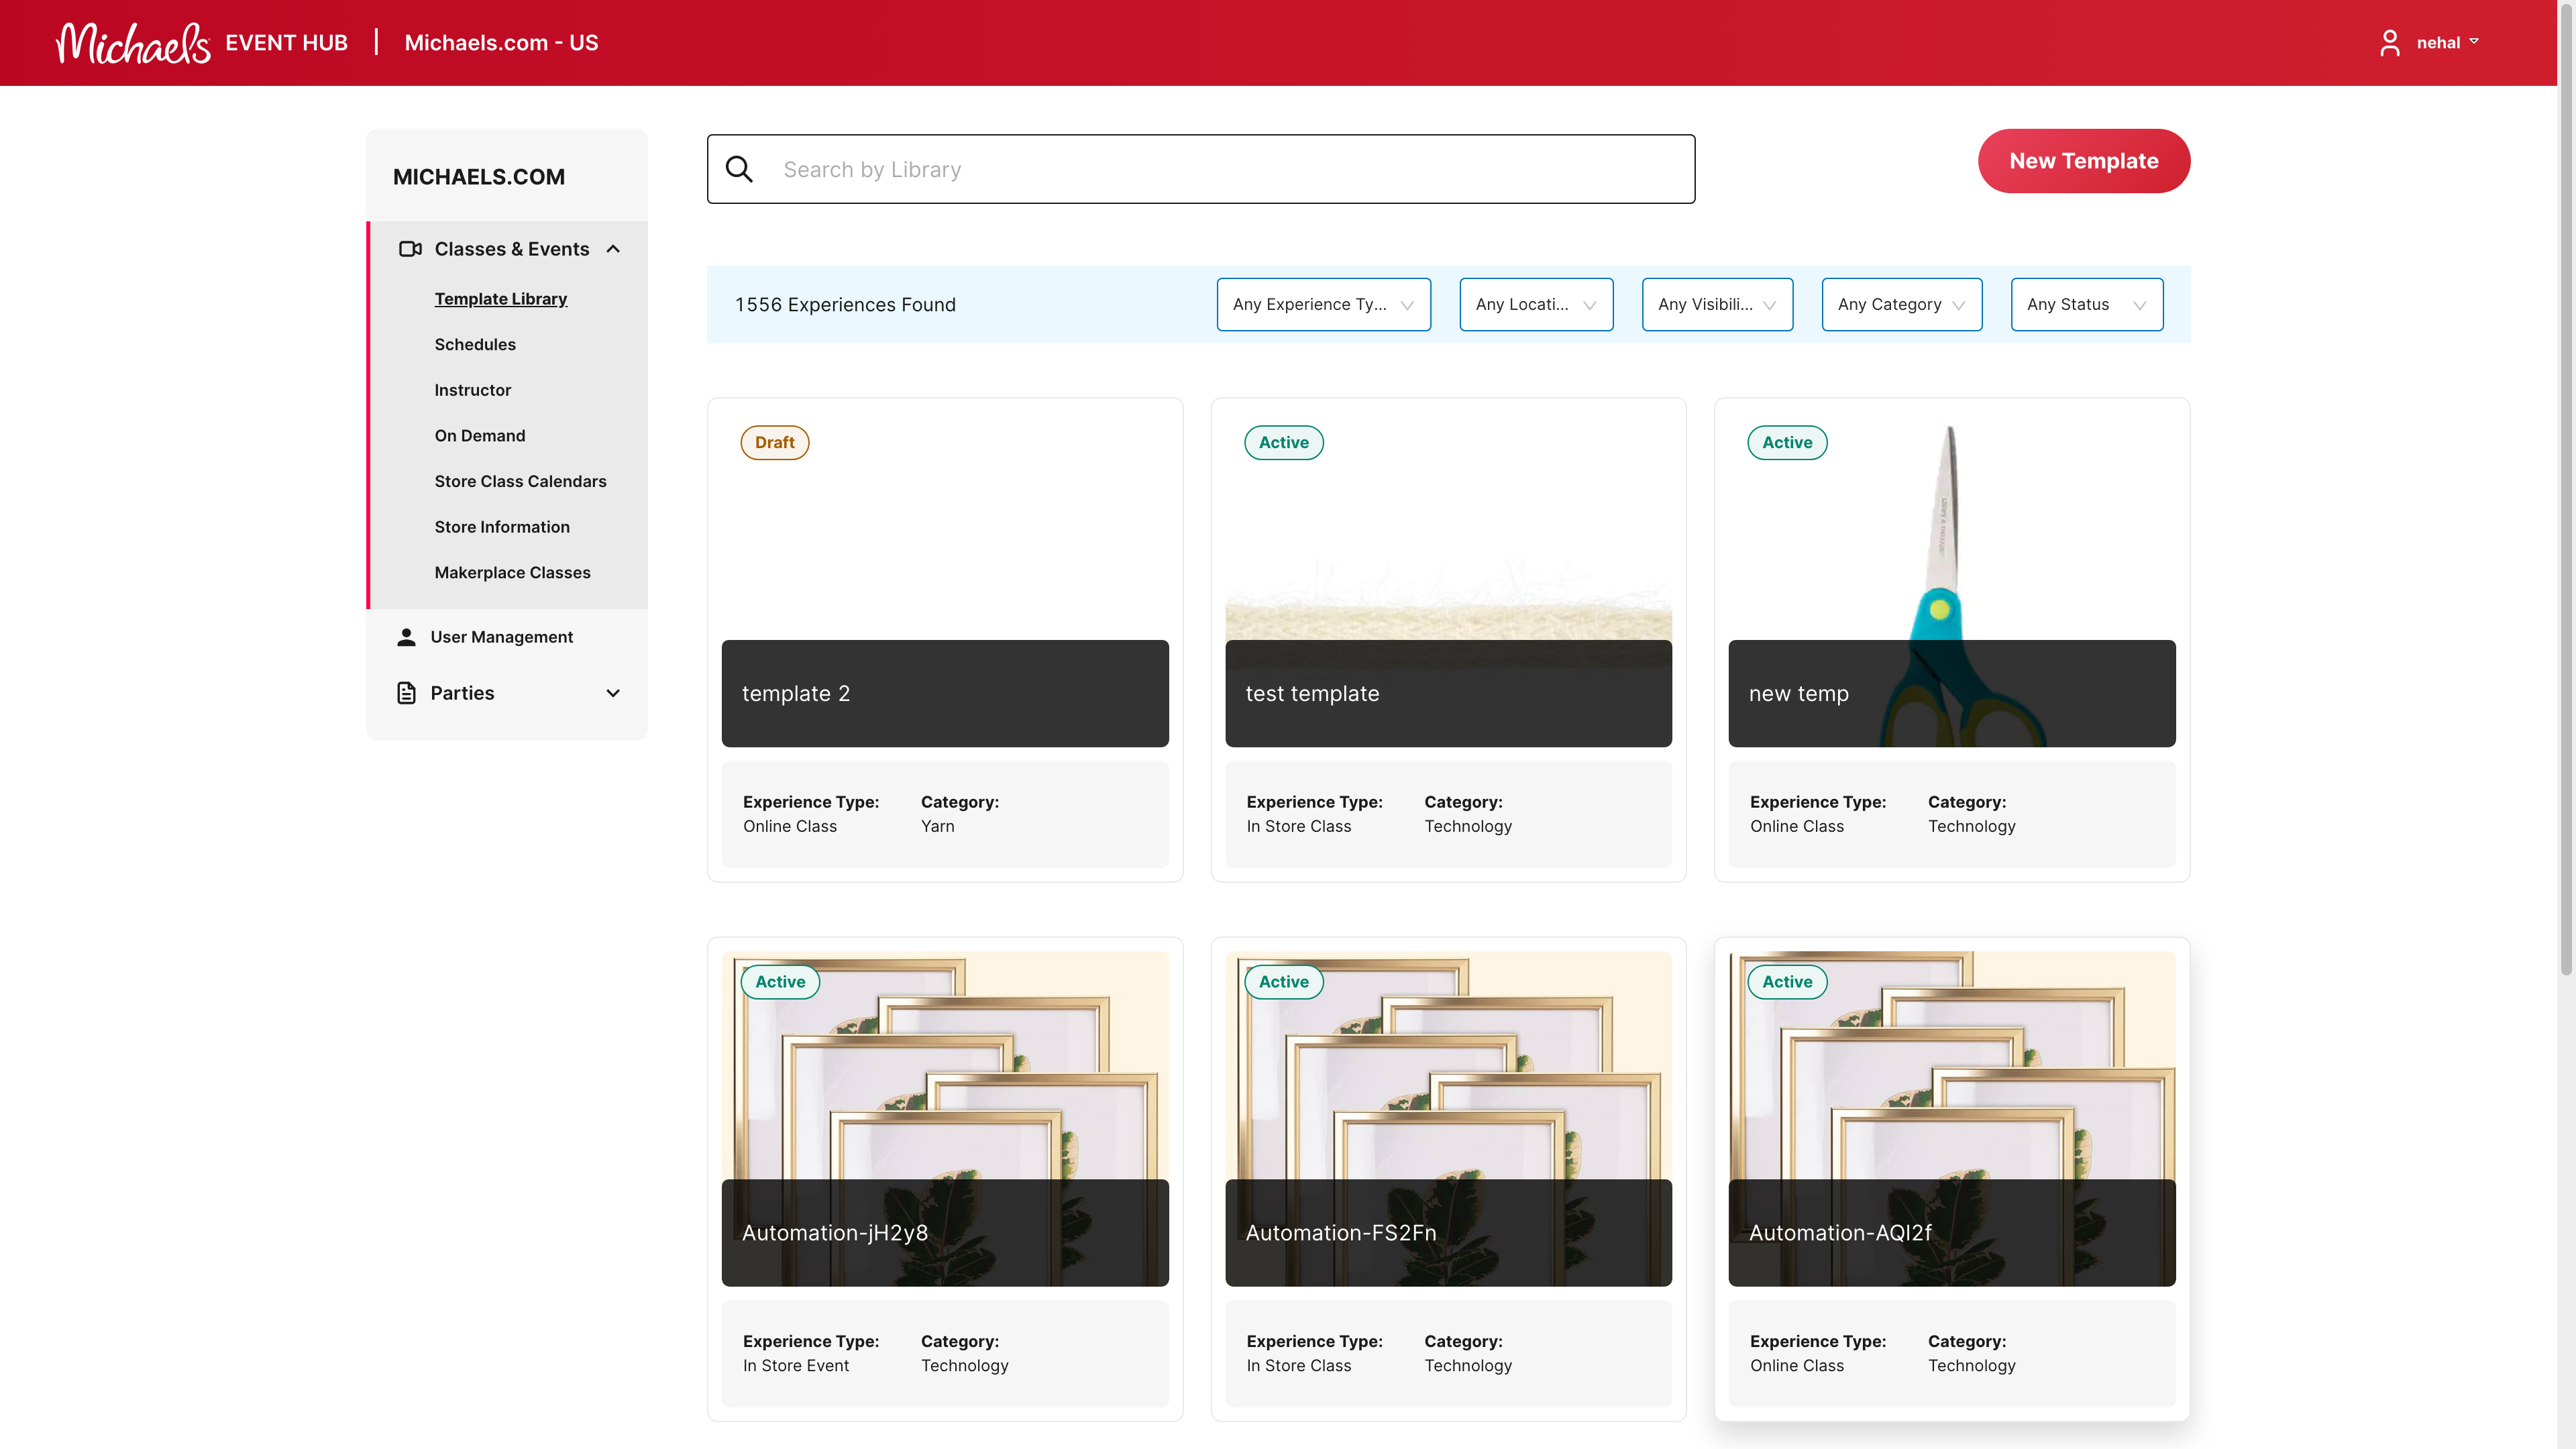 Michaels EVENT HUB | Michaels.com - US
nehal
MICHAELS.COM
Classes & Events
Template Library
Schedules
Instructor
On Demand
Store Class Calendars
Store Information
Makerplace Classes
User Management
Parties
Search by Library
New Template
1556 Experiences Found
Any Experience Ty...
Any Locati...
Any Visibili...
Any Category
Any Status
Draft
template 2
Experience Type: Category:
Online Class Yarn
Active
test template
Experience Type: Category:
In Store Class Technology
Active
new temp
Experience Type: Category:
Online Class Technology
Active
Automation-jH2y8
Experience Type: Category:
In Store Event Technology
Active
Automation-FS2Fn
Experience Type: Category:
In Store Class Technology
Active
Automation-AQI2f
Experience Type: Category:
Online Class Technology